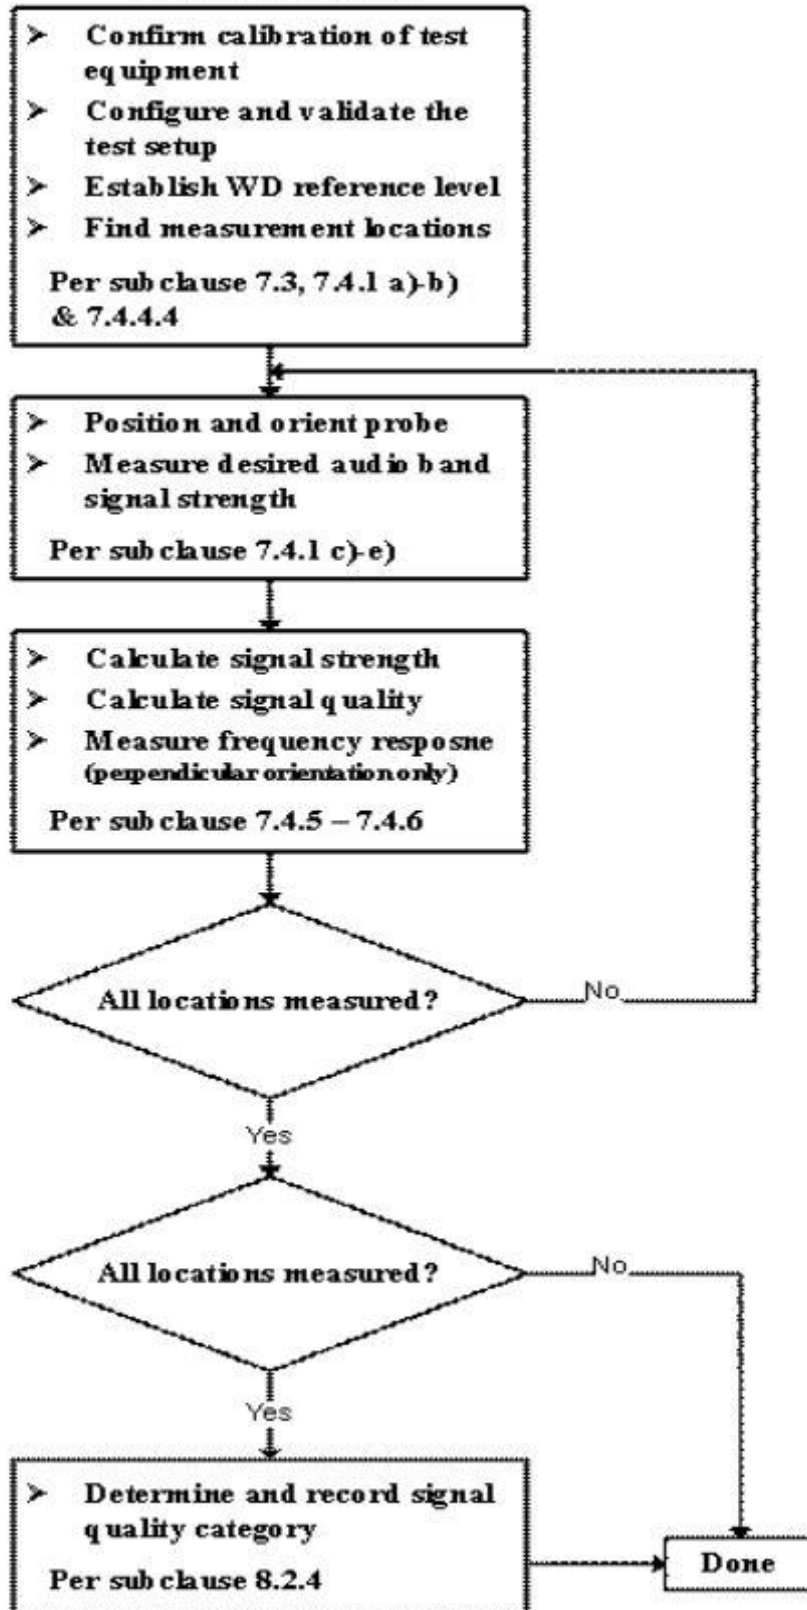 ➢ Confirm calibration of test
equipment
➢ Configure and validate the
test setup
➢ Establish WD reference level
➢ Find measurement locations
Per subclause 7.3, 7.4.1 a)-b)
& 7.4.4.4
➢ Position and orient probe
➢ Measure desired audio band
signal strength
Per subclause 7.4.1 c)-e)
➢ Calculate signal strength
➢ Calculate signal quality
➢ Measure frequency resposne
(perpendicular orientation only)
Per subclause 7.4.5 – 7.4.6
All locations measured?
No
Yes
All locations measured?
No
Yes
➢ Determine and record signal
quality category
Per subclause 8.2.4
Done